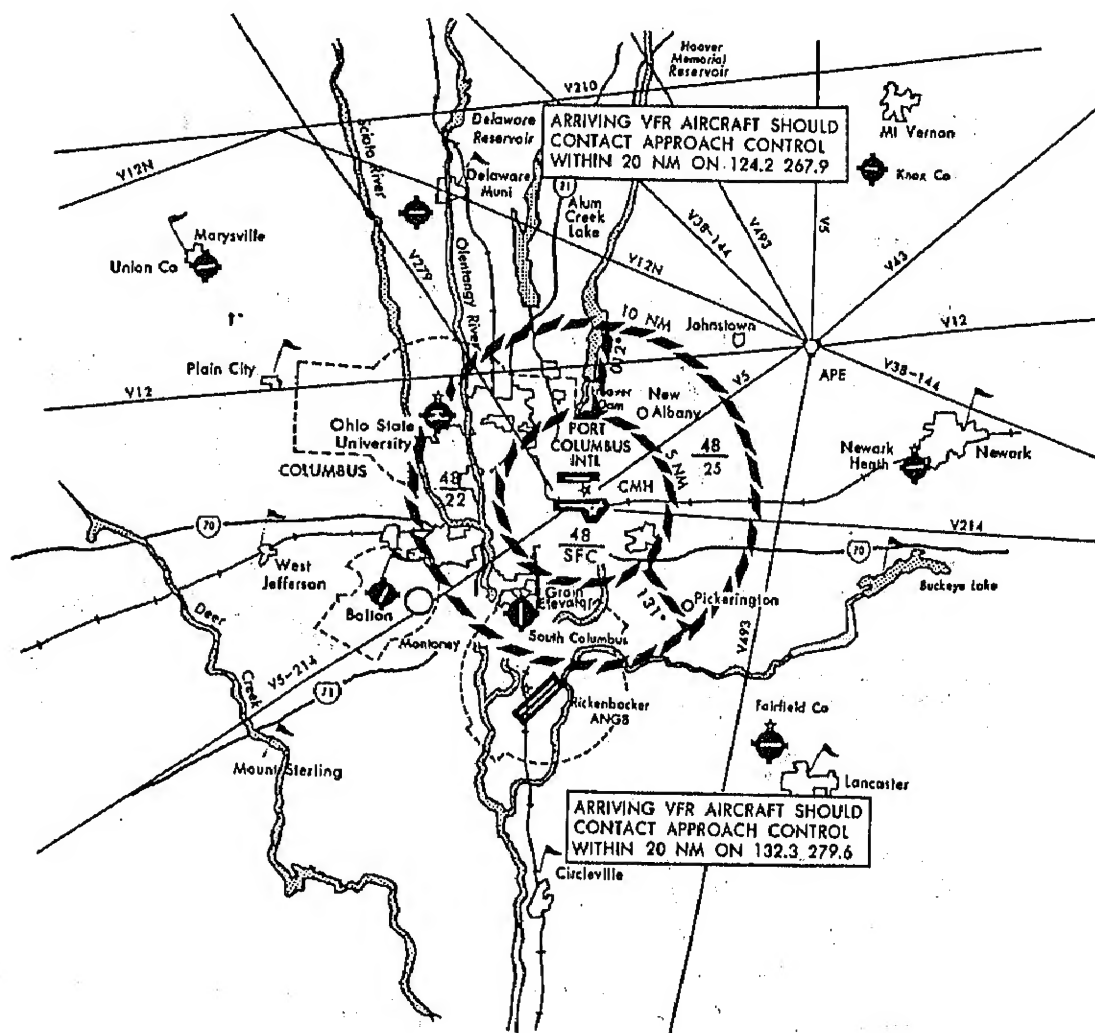 Hoover
Memorial
Reservoir
V210
Delaware
Reservoir
ARRIVING VFR AIRCRAFT SHOULD
CONTACT APPROACH CONTROL
WITHIN 20 NM ON 124.2 267.9
Mt Vernon
Knox Co
Scioto River
V12N
Delaware
Muni
71
Alum
Creek
Lake
V38-144
V493
V5
V43
Marysville
Union Co
V279
Olentangy River
V12N
10 NM
Johnstown
V12
012°
Plain City
V5
APE
V38-144
V12
New
Albany
Ohio State
University
PORT
COLUMBUS
INTL
5 NM
48
25
Newark
Heath
Newark
COLUMBUS
48
22
CMH
V214
70
West
Jefferson
48
SFC
70
Buckeye Lake
Bolton
Grain
Elevator
131°
Pickerington
South Columbus
Monterey
V493
V5-214
Deer
Creek
71
Rickenbacker
ANGB
Fairfield Co
Mount Sterling
Lancaster
ARRIVING VFR AIRCRAFT SHOULD
CONTACT APPROACH CONTROL
WITHIN 20 NM ON 132.3 279.6
Circleville